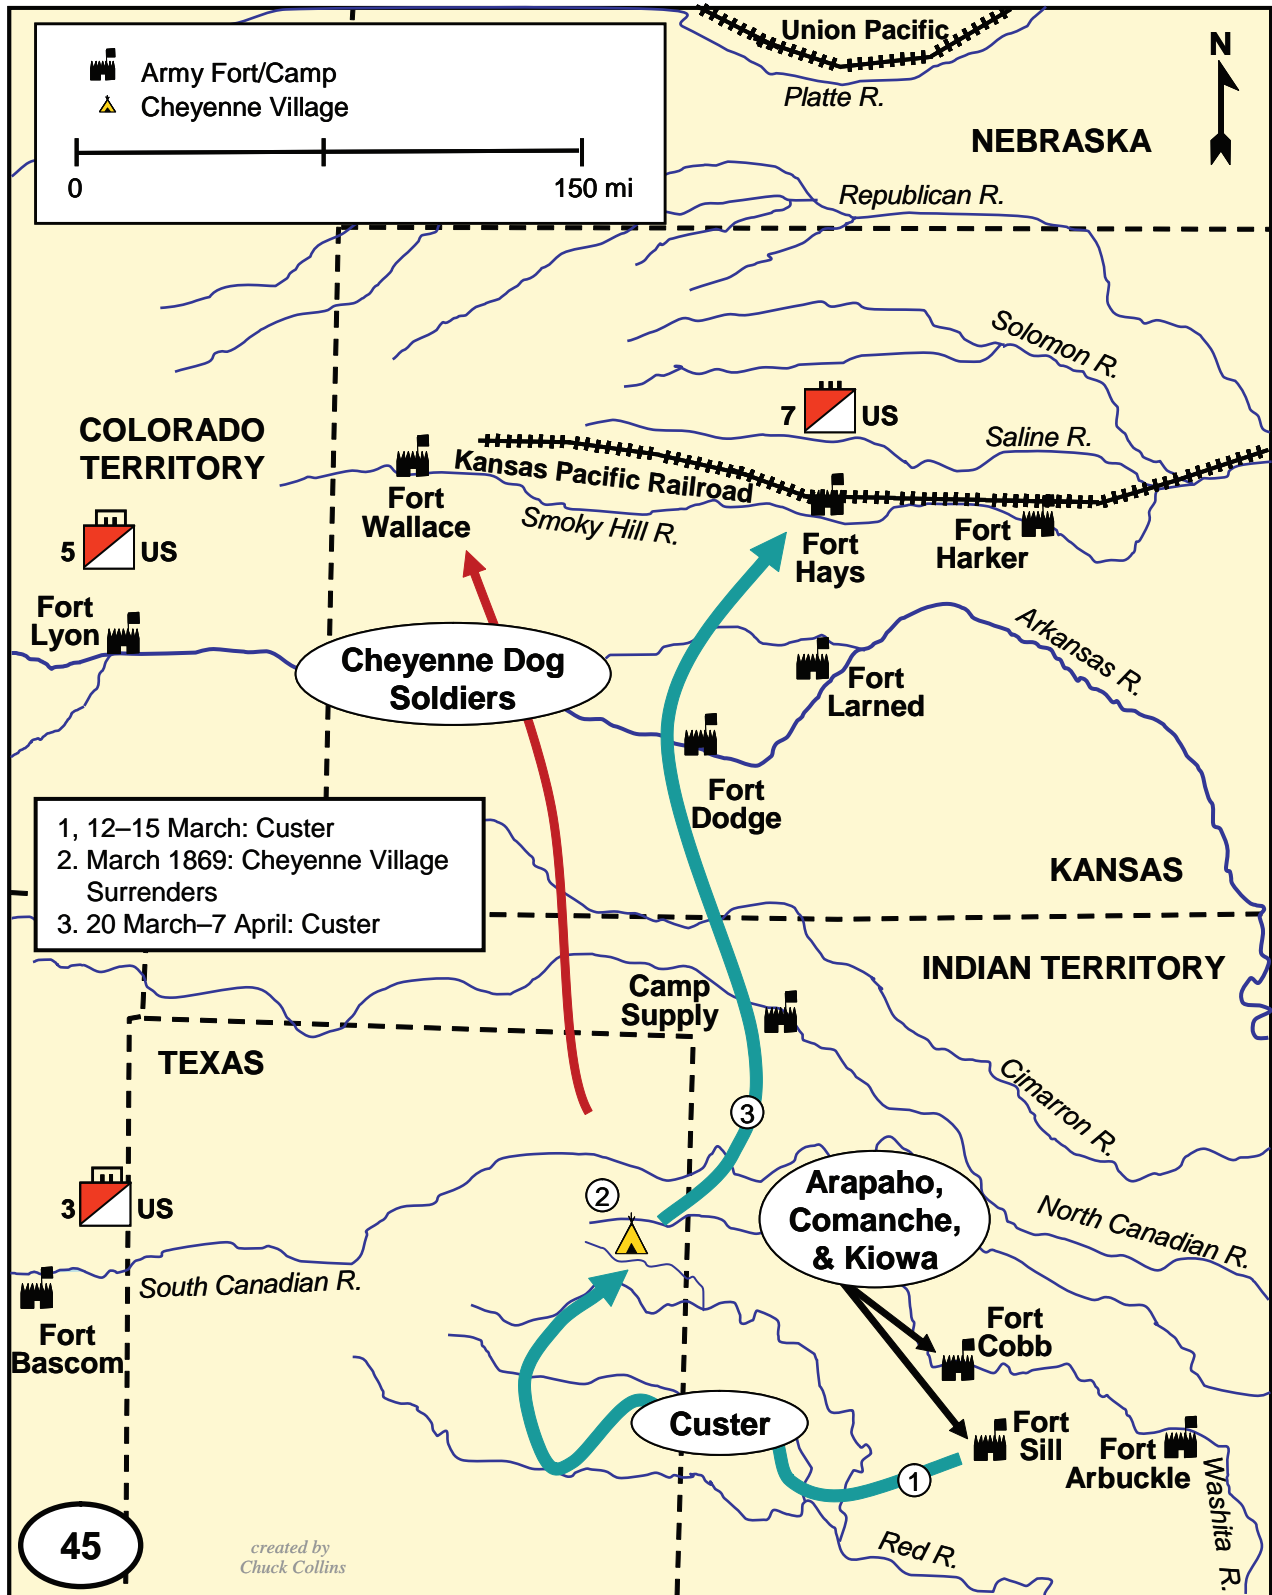 Union Pacific
N
Army Fort/Camp
Cheyenne Village
Platte R.
NEBRASKA
0
150 mi
Republican R.
Solomon R.
7
US
COLORADO
TERRITORY
Saline R.
Kansas Pacific Railroad
Fort
Wallace
Smoky Hill R.
Fort
Hays
Fort
Harker
5
US
Fort
Lyon
Arkansas R.
Cheyenne Dog
Soldiers
Fort
Larned
Fort
Dodge
1, 12–15 March: Custer
2. March 1869: Cheyenne Village
Surrenders
3. 20 March–7 April: Custer
KANSAS
INDIAN TERRITORY
Camp
Supply
TEXAS
Cimarron R.
3
2
Arapaho,
Comanche,
& Kiowa
3
US
North Canadian R.
South Canadian R.
Fort
Bascom
Fort
Cobb
Custer
Fort
Sill
Fort
Arbuckle
1
Washita R.
Red R.
45
created by
Chuck Collins